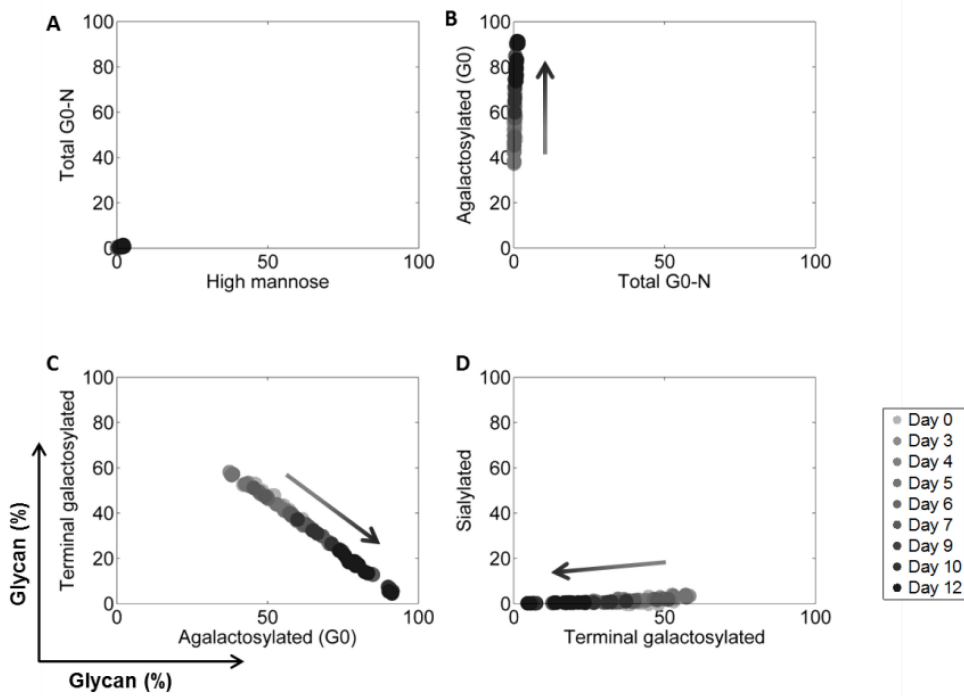 A
100
80
60
40
20
0
Total G0-N
0
50
100
High mannose
B
100
80
60
40
20
0
Agalactosylated (G0)
0
50
100
Total G0-N
C
100
80
60
40
20
0
Terminal galactosylated
0
50
100
Agalactosylated (G0)
D
100
80
60
40
20
0
Sialylated
0
50
100
Terminal galactosylated
Glycan (%)
Glycan (%)
Day 0
Day 3
Day 4
Day 5
Day 6
Day 7
Day 9
Day 10
Day 12